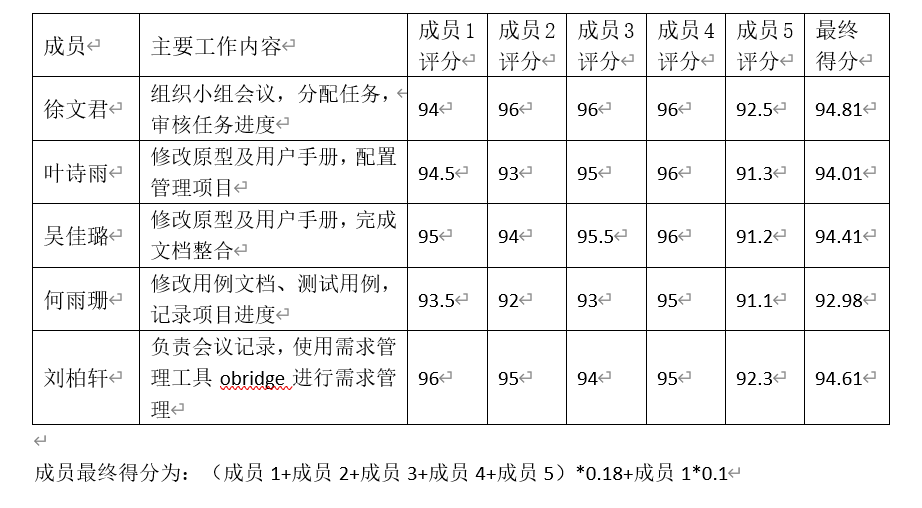 成员 主要工作内容 成员1评分 成员2评分 成员3评分 成员4评分 成员5评分 最终得分
徐文君 组织小组会议，分配任务，审核任务进度 94 96 96 96 92.5 94.81
叶诗雨 修改原型及用户手册，配置管理项目 94.5 93 95 96 91.3 94.01
吴佳璐 修改原型及用户手册，完成文档整合 95 94 95.5 96 91.2 94.41
何雨珊 修改用例文档、测试用例，记录项目进度 93.5 92 93 95 91.1 92.98
刘柏轩 负责会议记录，使用需求管理工具 obridge 进行需求管理 96 95 94 95 92.3 94.61
成员最终得分为：（成员 1+成员 2+成员 3+成员 4+成员 5）*0.18+成员 1*0.1